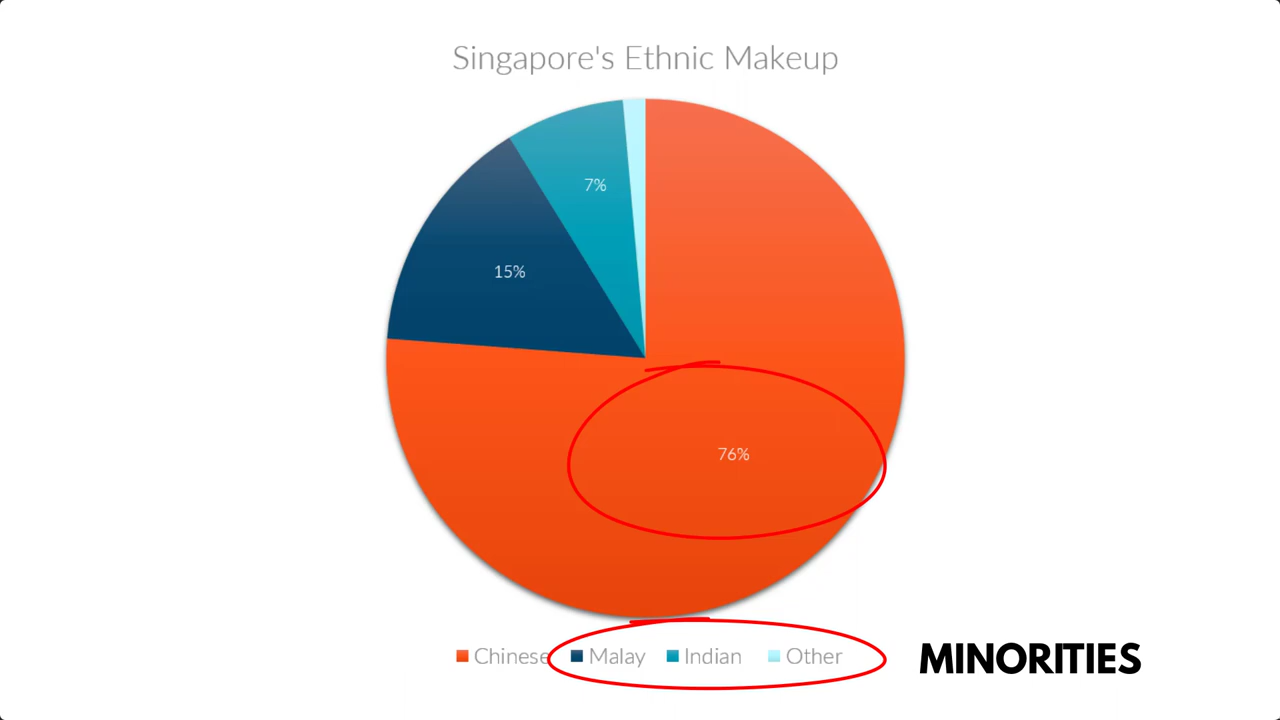 Singapore's Ethnic Makeup
7%
15%
76%
Chinese Malay Indian Other
MINORITIES